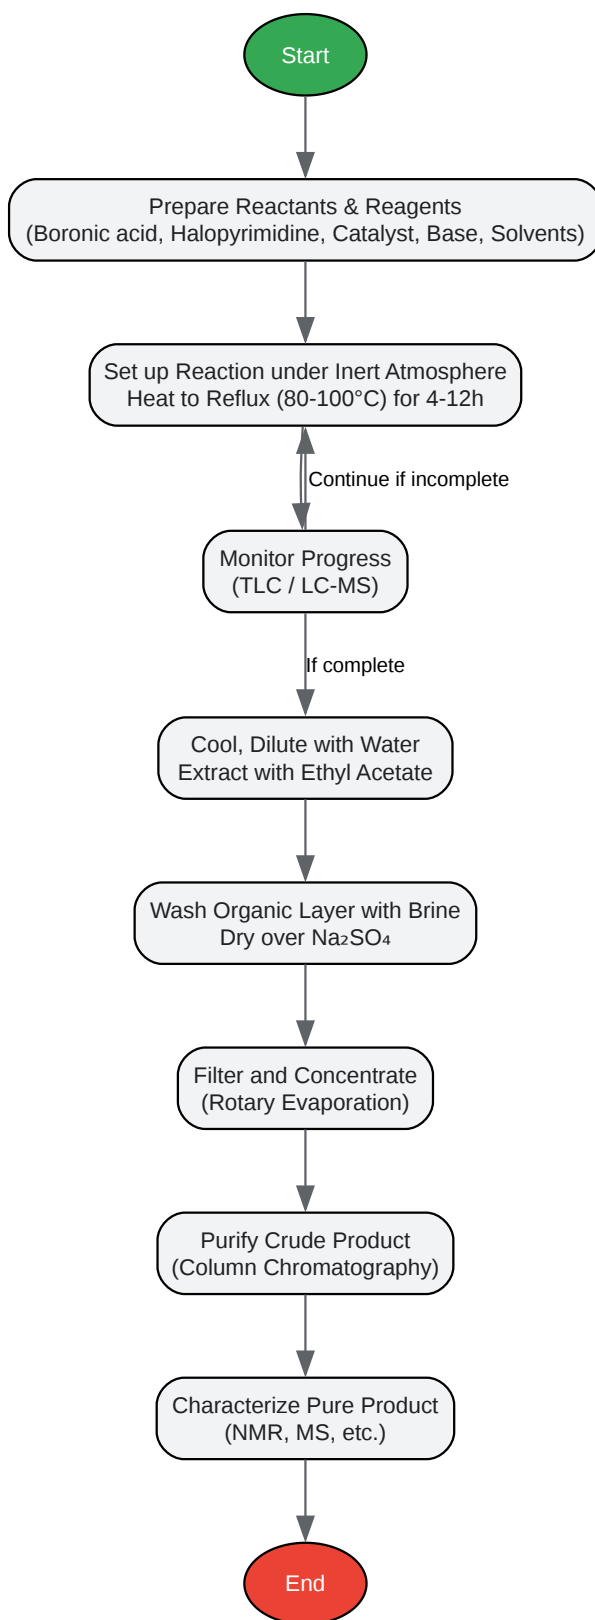 Start
Prepare Reactants & Reagents
(Boronic acid, Halopyrimidine, Catalyst, Base, Solvents)
Set up Reaction under Inert Atmosphere
Heat to Reflux (80-100°C) for 4-12h
Continue if incomplete
Monitor Progress
(TLC / LC-MS)
If complete
Cool, Dilute with Water
Extract with Ethyl Acetate
Wash Organic Layer with Brine
Dry over Na₂SO₄
Filter and Concentrate
(Rotary Evaporation)
Purify Crude Product
(Column Chromatography)
Characterize Pure Product
(NMR, MS, etc.)
End